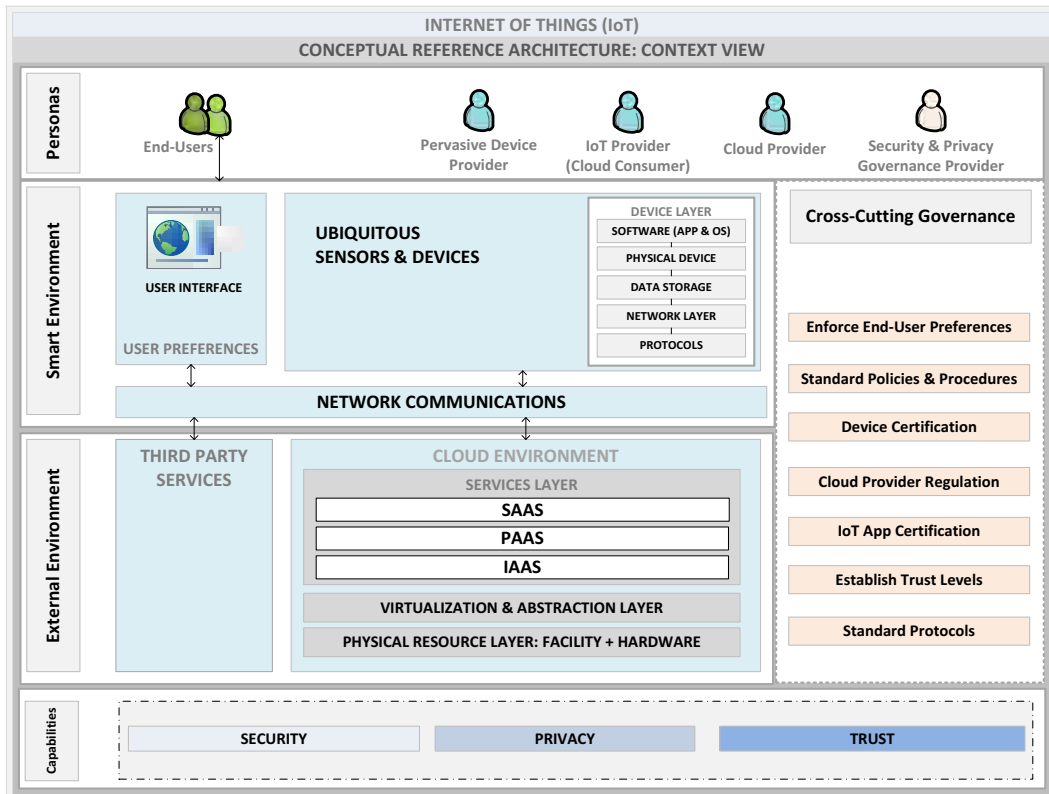 INTERNET OF THINGS (IoT)
CONCEPTUAL REFERENCE ARCHITECTURE: CONTEXT VIEW
Personas
End-Users
Pervasive Device
Provider
IoT Provider
(Cloud Consumer)
Cloud Provider
Security & Privacy
Governance Provider
Smart Environment
USER INTERFACE
USER PREFERENCES
UBIQUITOUS
SENSORS & DEVICES
DEVICE LAYER
SOFTWARE (APP & OS)
PHYSICAL DEVICE
DATA STORAGE
NETWORK LAYER
PROTOCOLS
NETWORK COMMUNICATIONS
External Environment
THIRD PARTY
SERVICES
CLOUD ENVIRONMENT
SERVICES LAYER
SAAS
PAAS
IAAS
VIRTUALIZATION & ABSTRACTION LAYER
PHYSICAL RESOURCE LAYER: FACILITY + HARDWARE
Cross-Cutting Governance
Enforce End-User Preferences
Standard Policies & Procedures
Device Certification
Cloud Provider Regulation
IoT App Certification
Establish Trust Levels
Standard Protocols
Capabilities
SECURITY
PRIVACY
TRUST